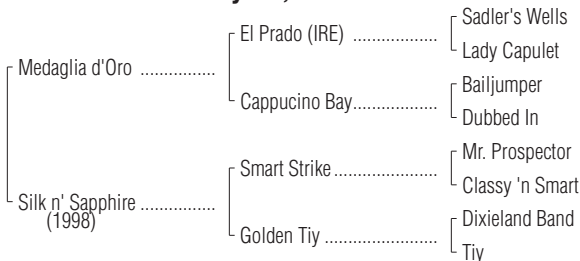 Sadler's Wells
El Prado (IRE) ..................
Lady Capulet
Medaglia d'Oro ................
Bailjumper
Cappucino Bay...................
Dubbed In
Mr. Prospector
Smart Strike.......................
Classy 'n Smart
Silk n' Sapphire ................
(1998)
Dixieland Band
Golden Tiy .........................
Tiy